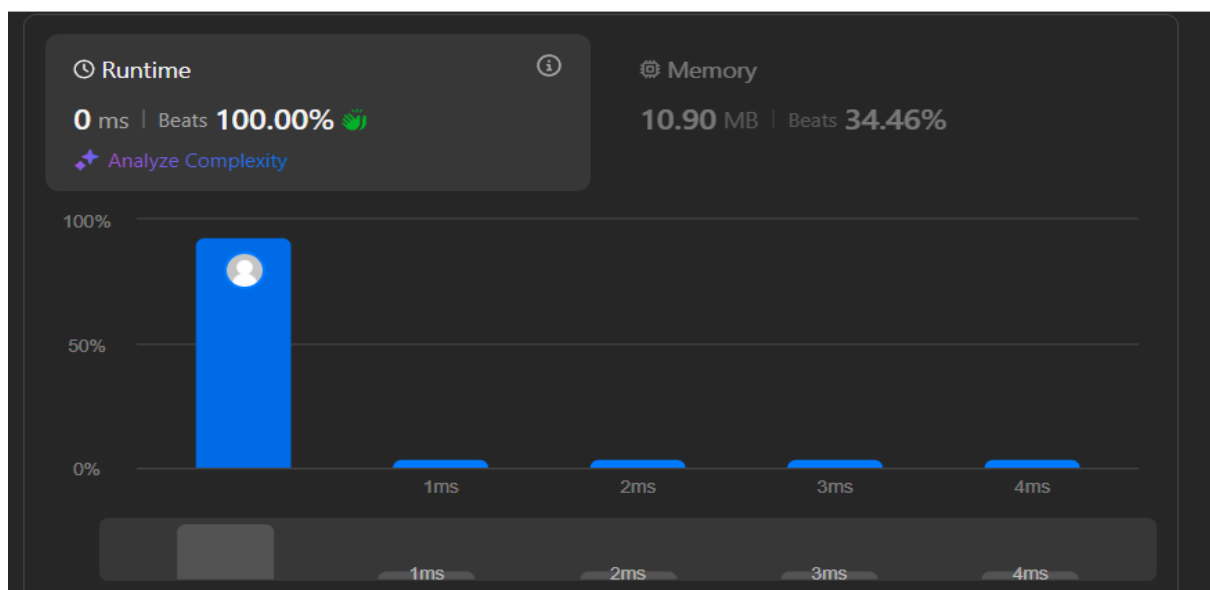 Runtime
0 ms | Beats 100.00%
Analyze Complexity
Memory
10.90 MB | Beats 34.46%
100%
50%
0%
1ms 2ms 3ms 4ms
1ms 2ms 3ms 4ms